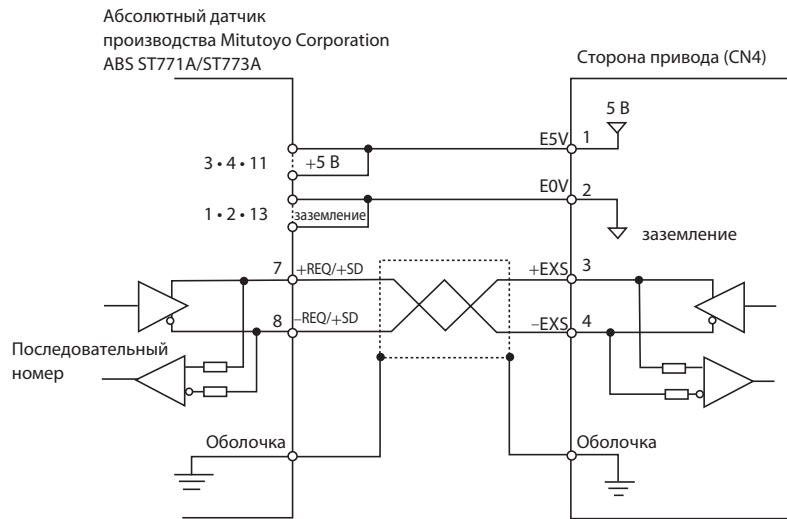 Абсолютный датчик
производства Mitutoyo Corporation
ABS ST771A/ST773A
Сторона привода (CN4)
5 В
E5V 1
3 • 4 • 11 +5 В
E0V 2
1 • 2 • 13 заземление
заземление
7 +REQ/+SD +EXS 3
8 –REQ/+SD –EXS 4
Последовательный
номер
Оболочка Оболочка